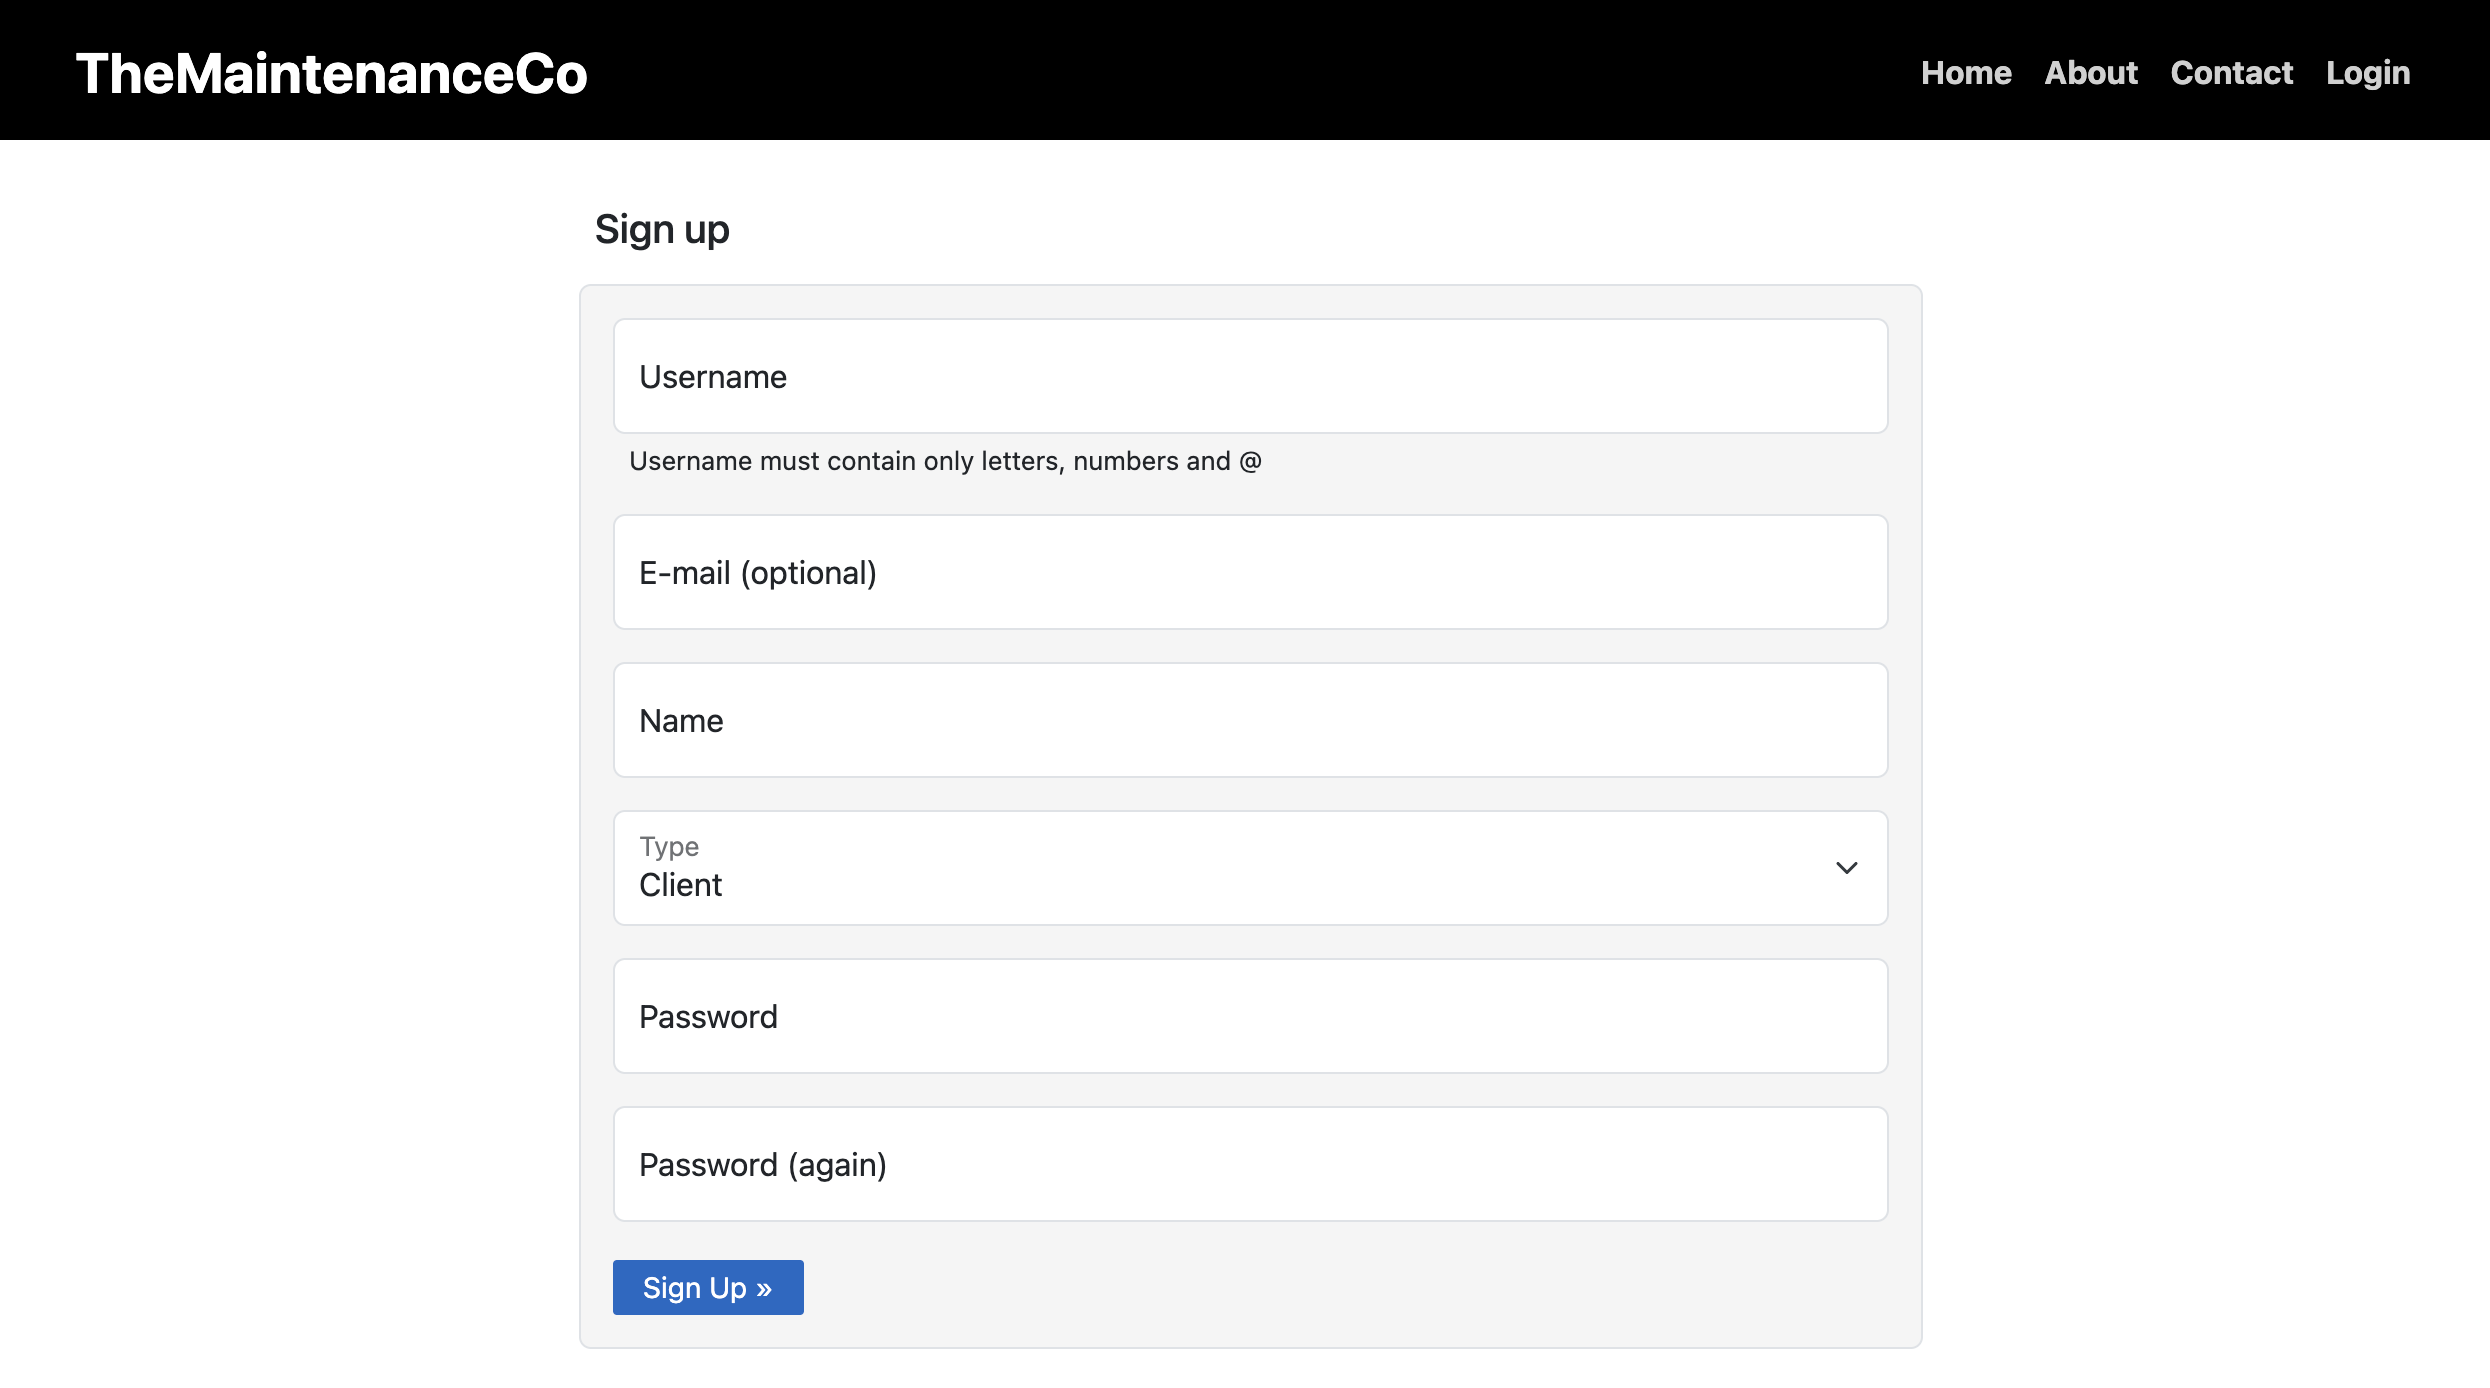 TheMaintenanceCo
Home About Contact Login
Sign up
Username
Username must contain only letters, numbers and @
E-mail (optional)
Name
Type
Client
Password
Password (again)
Sign Up »